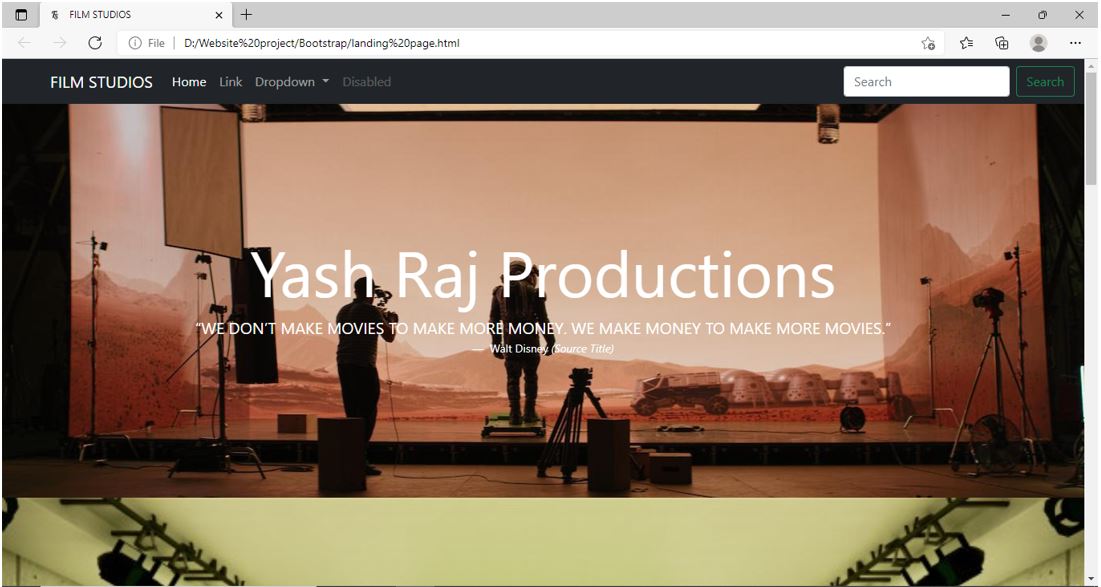 FILM STUDIOS
File
D:/Website%20project/Bootstrap/landing%20page.html
FILM STUDIOS Home Link Dropdown Disabled Search Search
Yash Raj Productions
“WE DON’T MAKE MOVIES TO MAKE MORE MONEY. WE MAKE MONEY TO MAKE MORE MOVIES.”
— Walt Disney (Source Title)